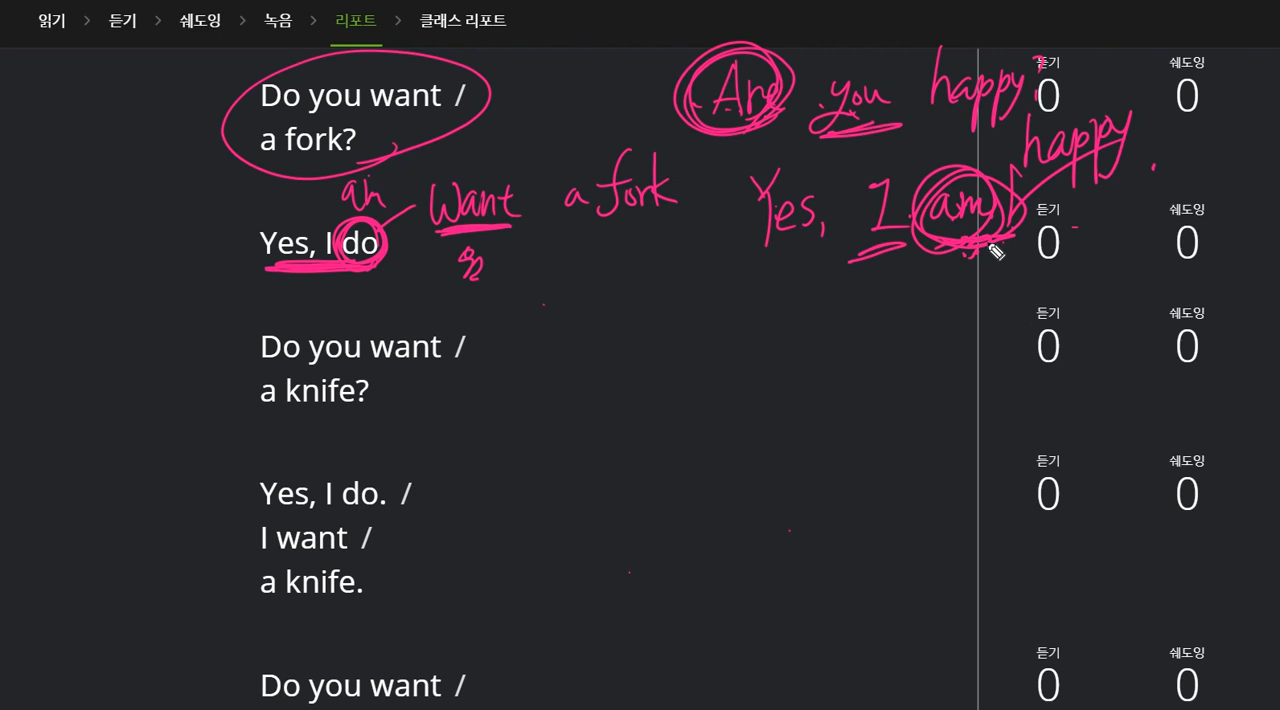 읽기 > 듣기 > 쉐도잉 > 녹음 > 리포트 > 클래스 리포트
Do you want /
a fork?
Are you happy?
듣기 쉐도잉
0 0
want a fork
Yes, I am happy.
Yes, I do
듣기 쉐도잉
0 0
Do you want /
a knife?
듣기 쉐도잉
0 0
Yes, I do. /
I want /
a knife.
듣기 쉐도잉
0 0
Do you want /
듣기 쉐도잉
0 0